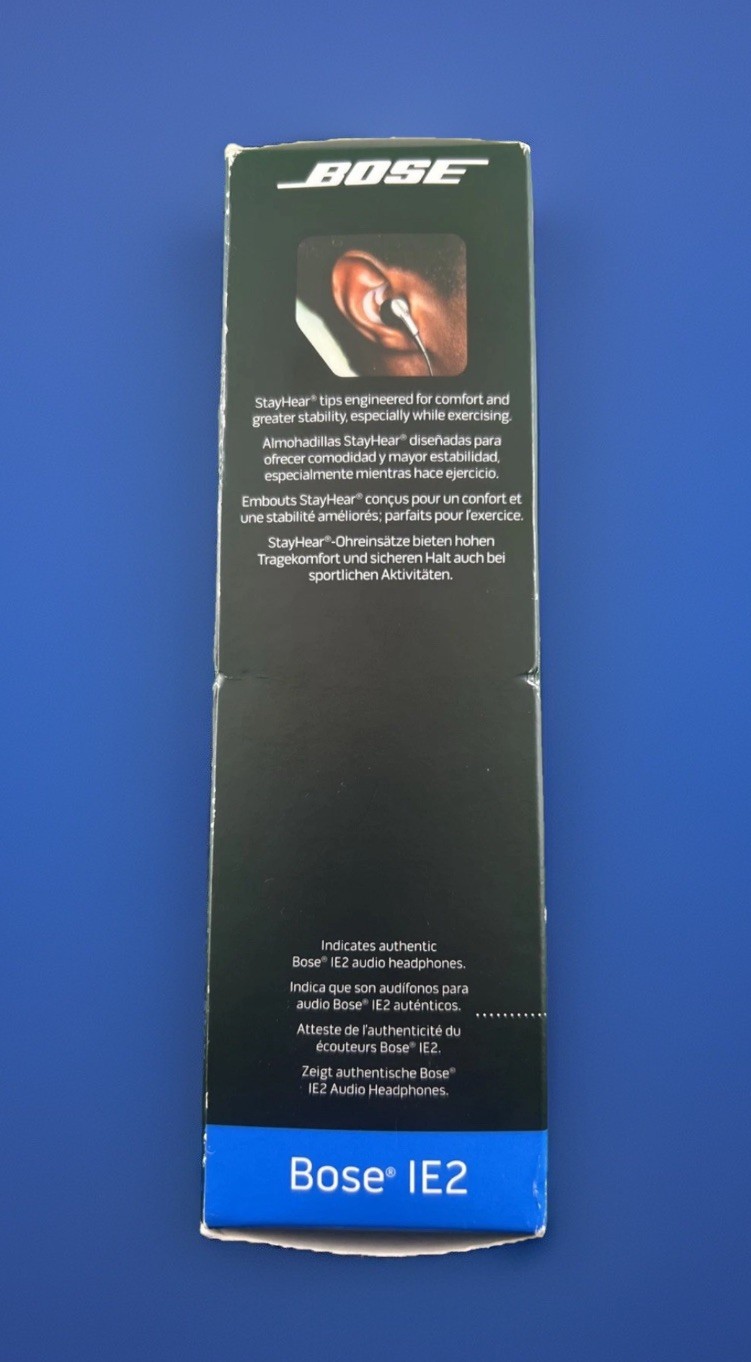 BOSE
StayHear® tips engineered for comfort and
greater stability, especially while exercising.
Almohadillas StayHear® diseñadas para
ofrecer comodidad y mayor estabilidad,
especialmente mientras hace ejercicio.
Embouts StayHear® conçus pour un confort et
une stabilité améliorés; parfaits pour l'exercice.
StayHear®-Ohreinsätze bieten hohen
Tragekomfort und sicheren Halt auch bei
sportlichen Aktivitäten.
Indicates authentic
Bose® IE2 audio headphones.
Indica que son audífonos para
audio Bose® IE2 auténticos.
Atteste de l'authenticité du
écouteurs Bose® IE2.
Zeigt authentische Bose®
IE2 Audio Headphones.
Bose® IE2